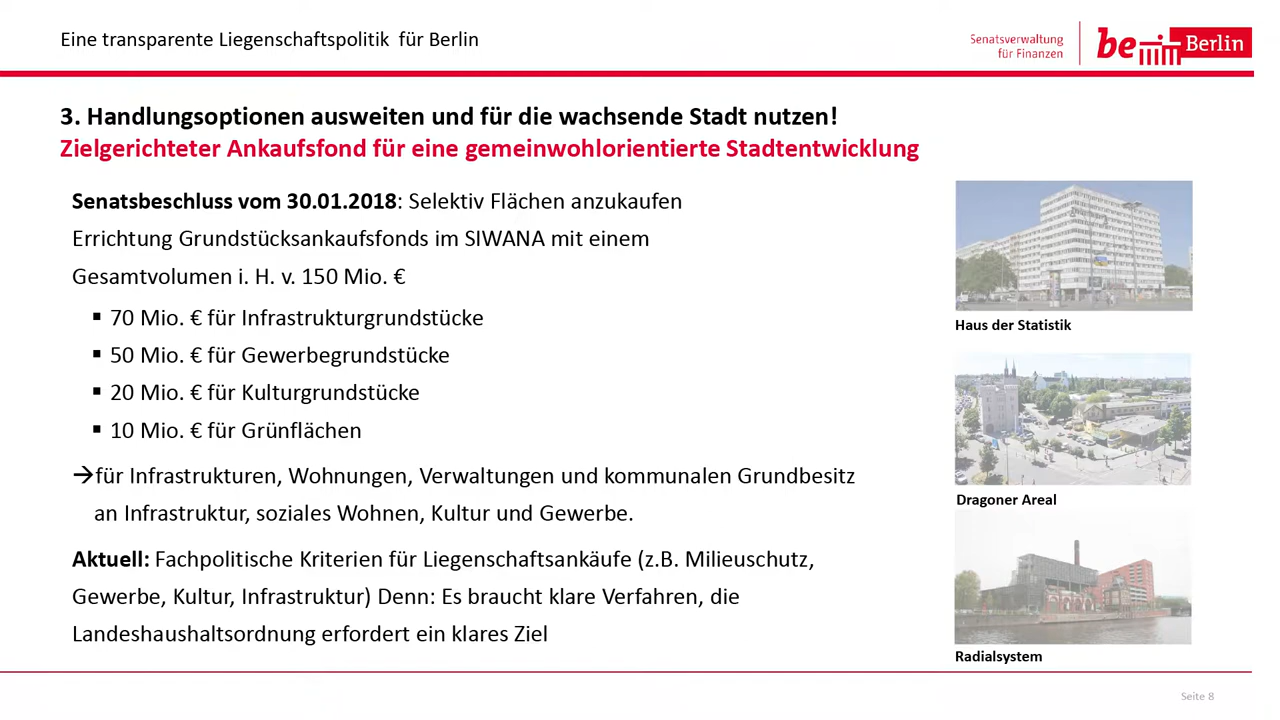 Eine transparente Liegenschaftspolitik für Berlin
Senatsverwaltung
für Finanzen
be Berlin
3. Handlungsoptionen ausweiten und für die wachsende Stadt nutzen!
Zielgerichteter Ankaufsfond für eine gemeinwohlorientierte Stadtentwicklung
Senatsbeschluss vom 30.01.2018: Selektiv Flächen anzukaufen
Errichtung Grundstücksankaufsfonds im SIWANA mit einem
Gesamtvolumen i. H. v. 150 Mio. €
▪ 70 Mio. € für Infrastrukturgrundstücke
▪ 50 Mio. € für Gewerbegrundstücke
▪ 20 Mio. € für Kulturgrundstücke
▪ 10 Mio. € für Grünflächen
→für Infrastrukturen, Wohnungen, Verwaltungen und kommunalen Grundbesitz
an Infrastruktur, soziales Wohnen, Kultur und Gewerbe.
Aktuell: Fachpolitische Kriterien für Liegenschaftsankäufe (z.B. Milieuschutz,
Gewerbe, Kultur, Infrastruktur) Denn: Es braucht klare Verfahren, die
Landeshaushaltsordnung erfordert ein klares Ziel
Haus der Statistik
Dragoner Areal
Radialsystem
Seite 8